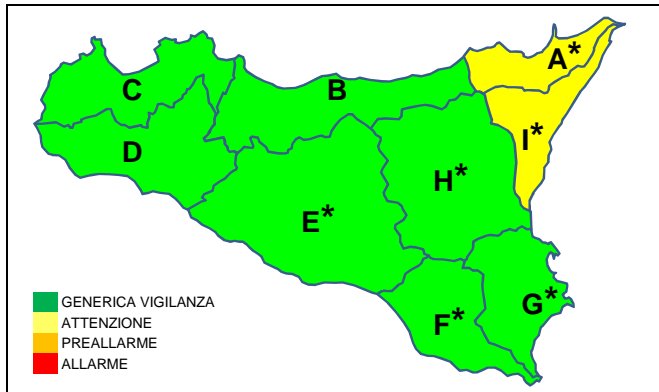 A*
C
B
I*
D
H*
E*
G*
F*
GENERICA VIGILANZA
ATTENZIONE
PREALLARME
ALLARME